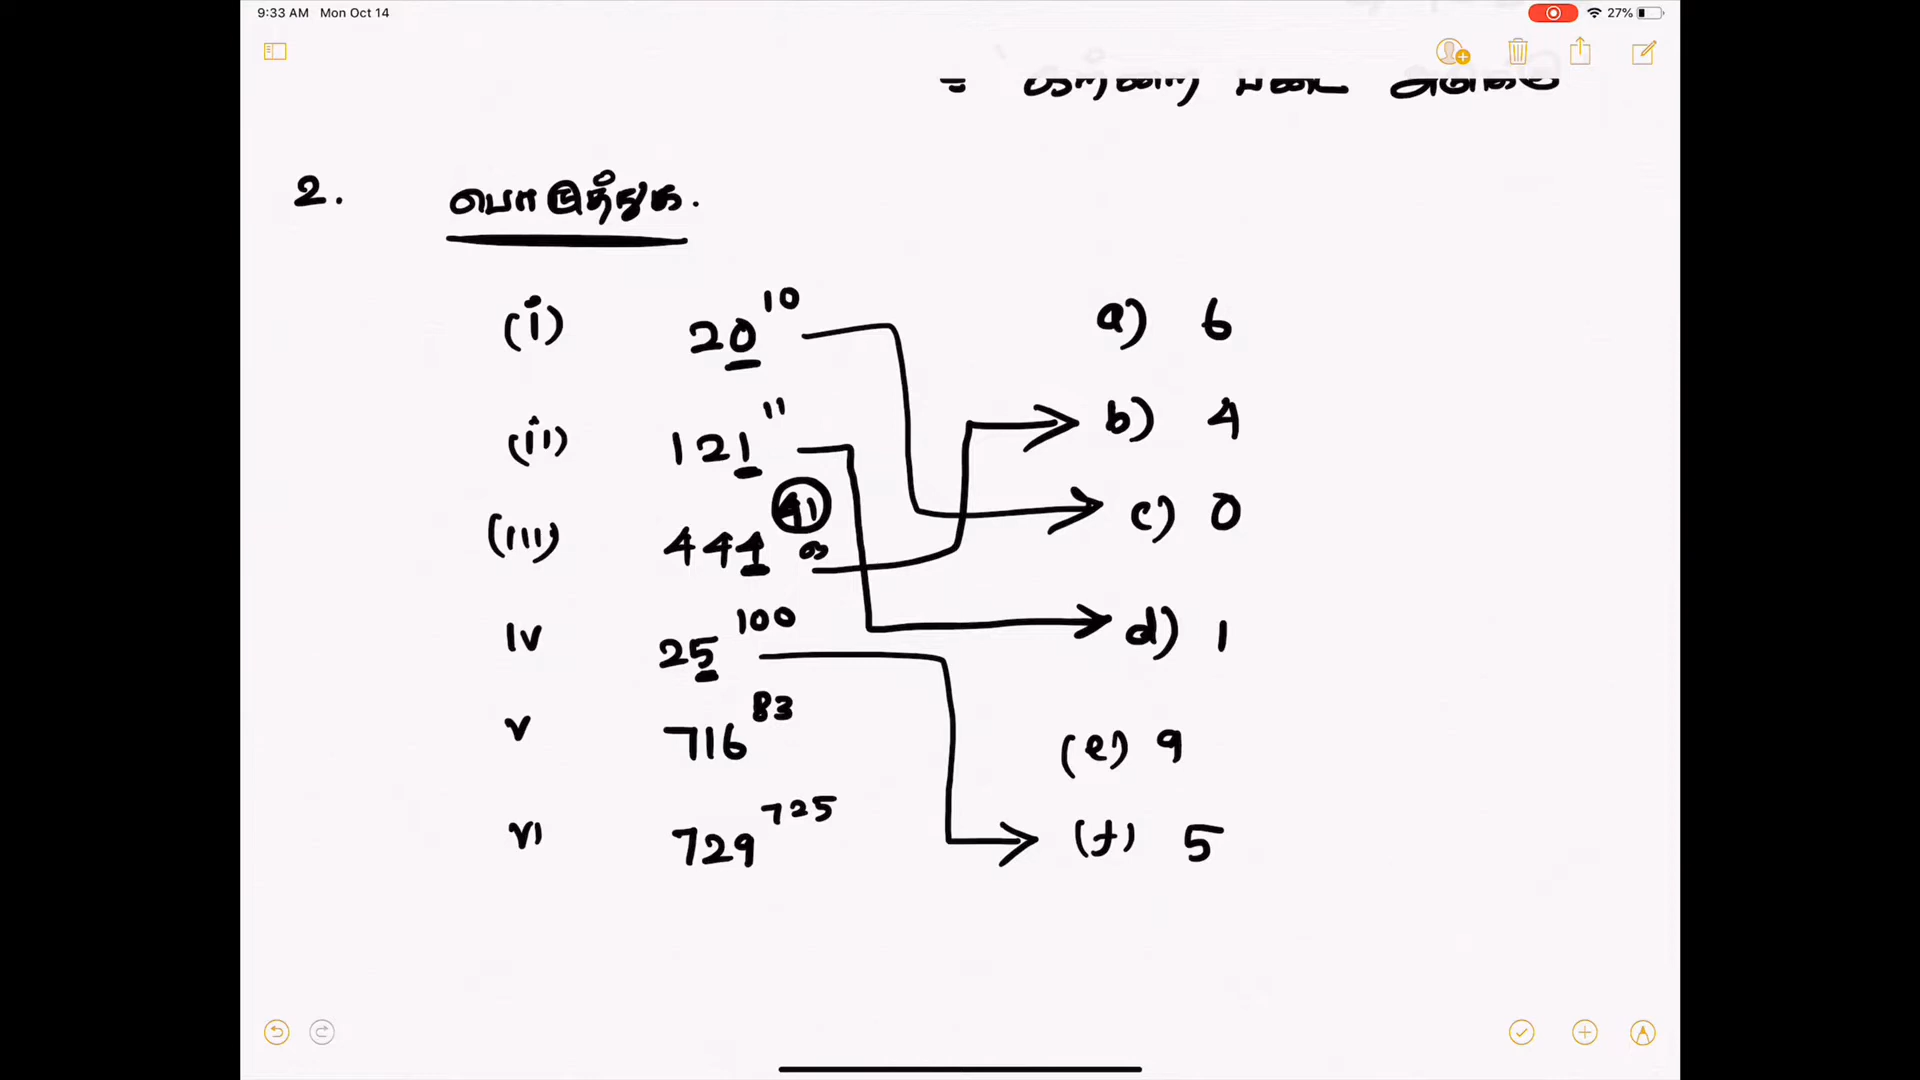 9:33 AM Mon Oct 14 27%
2. பொருத்துக.
(i) 20^10 a) 6
(ii) 121^11 b) 4
(iii) 444^41 c) 0
iv 25^100 d) 1
v 716^83 (e) 9
vi 729^725 (f) 5